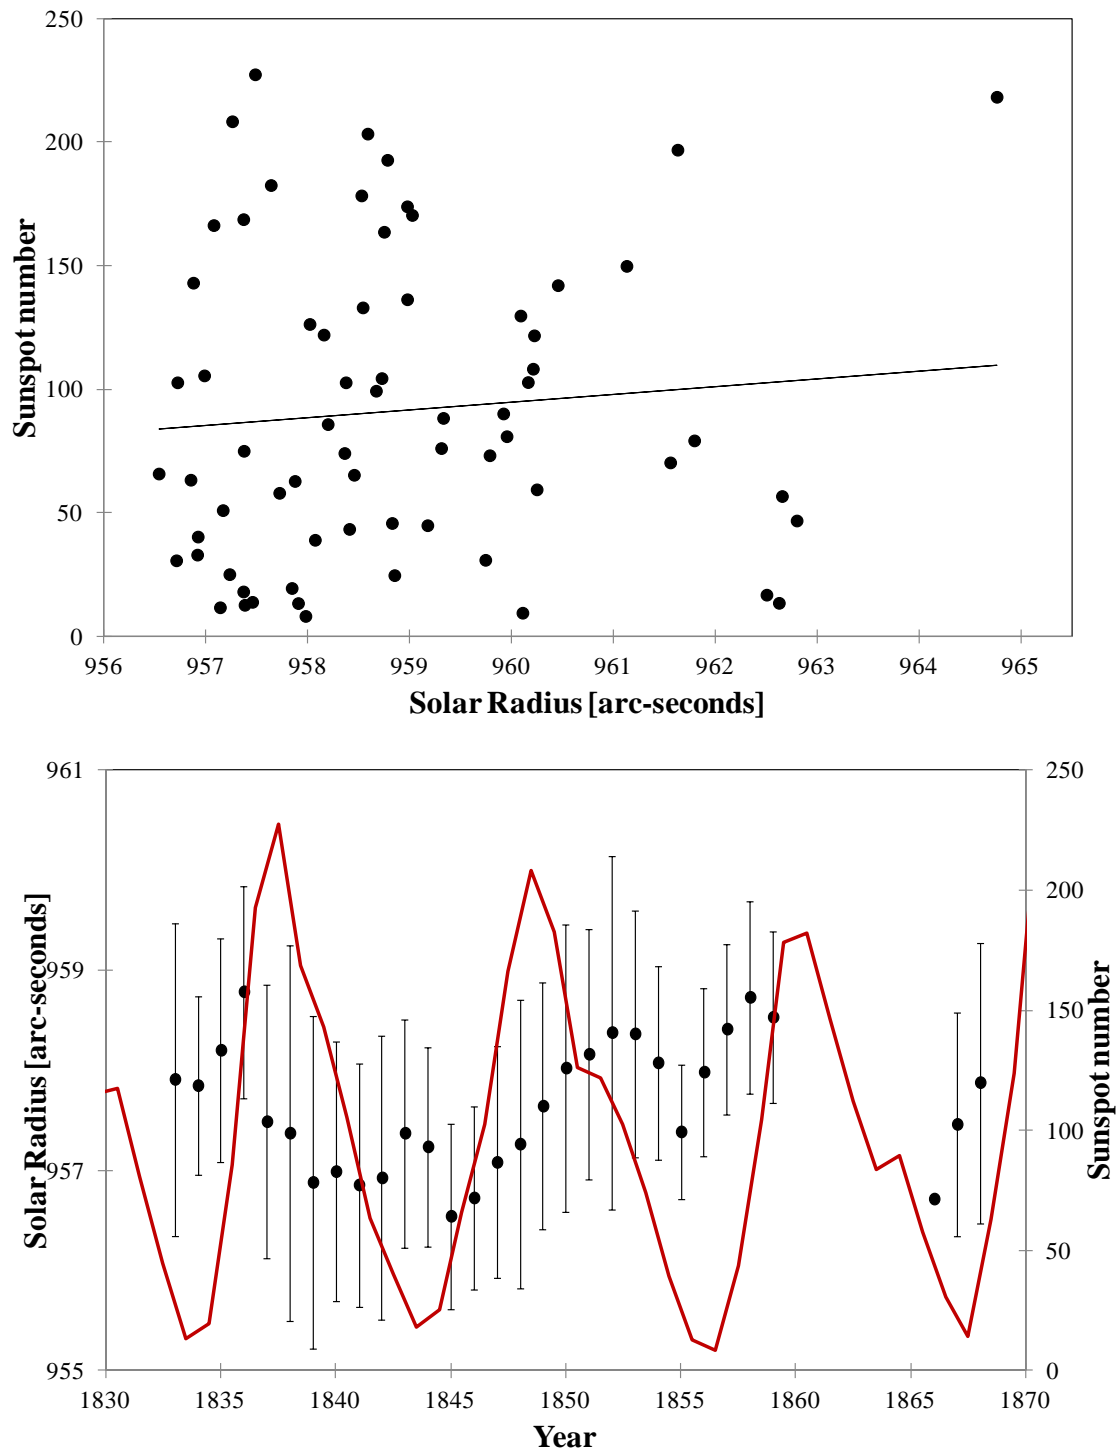 250
200
150
100
50
0
Sunspot number
956 957 958 959 960 961 962 963 964 965
Solar Radius [arc-seconds]
961
959
957
955
Solar Radius [arc-seconds]
250
200
150
100
50
0
Sunspot number
1830 1835 1840 1845 1850 1855 1860 1865 1870
Year